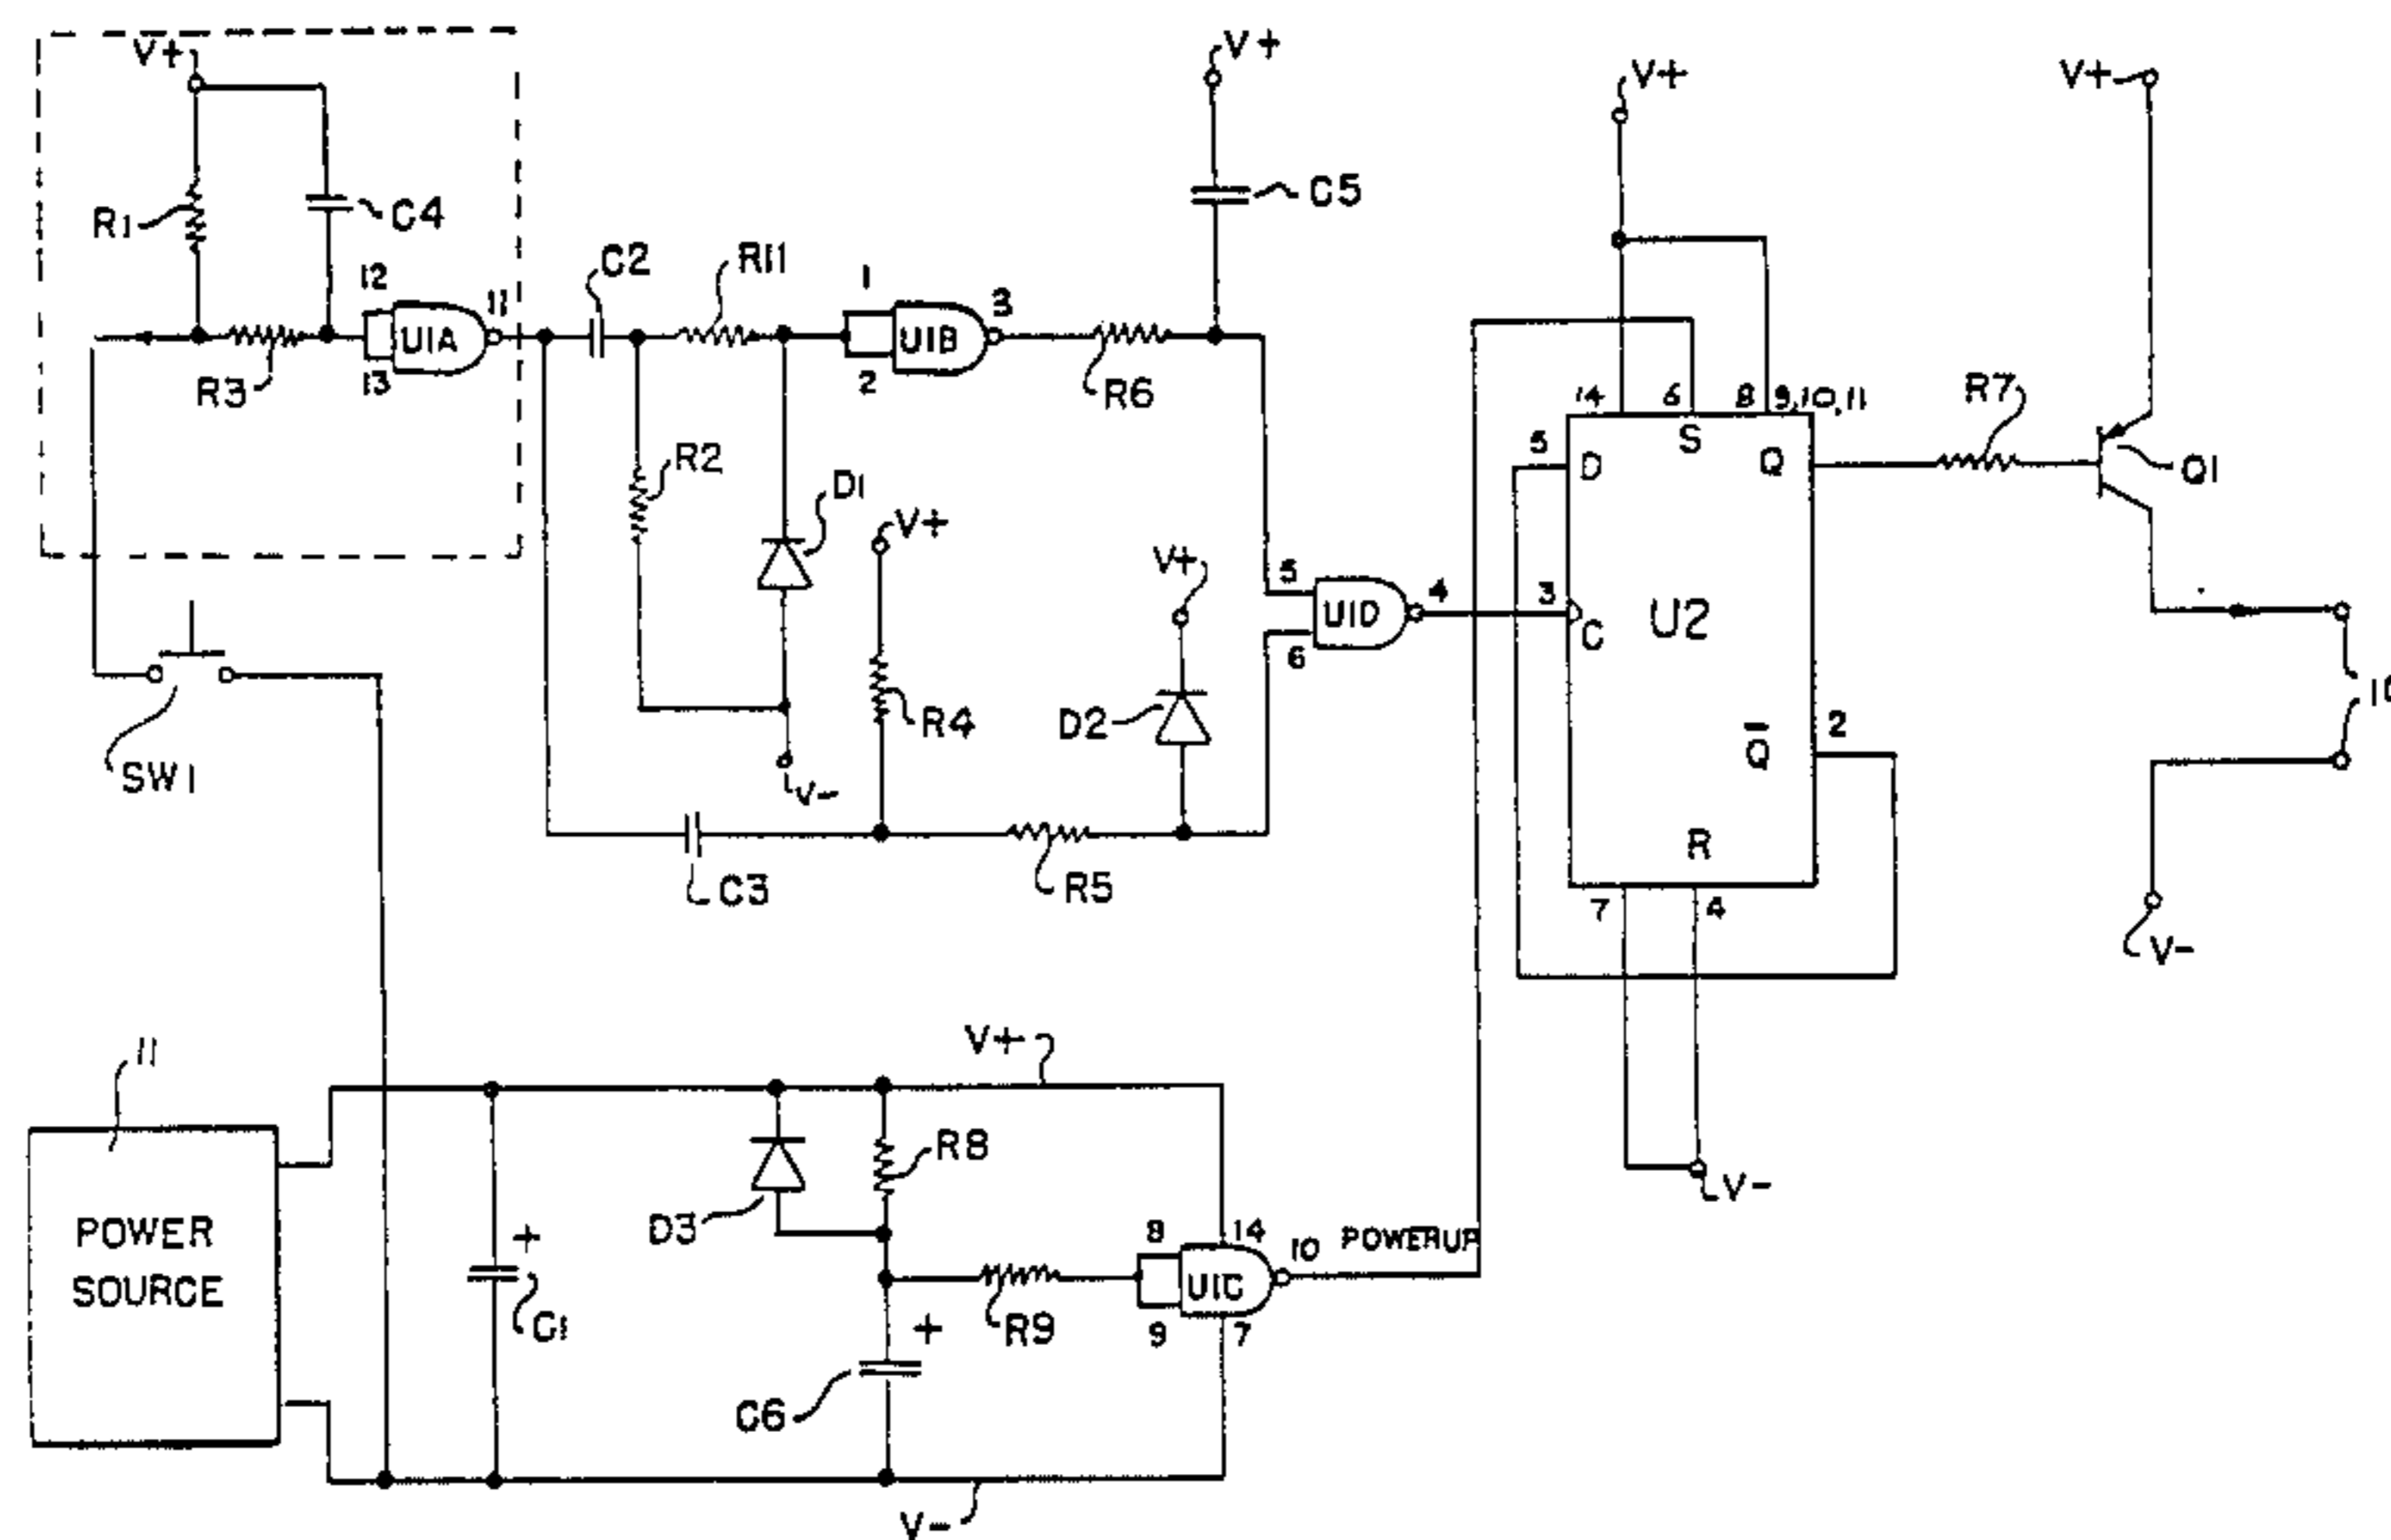 V+
R1
C4
12
11
UIA
13
R3
C2
R11
1
UIB
3
2
V+
C5
R6
R2
D1
V+
R4
V-
C3
R5
V+
D2
5
UID
4
6
V+
14
6
8
9,10,11
5
D
S
Q
3
C
U2
2
Q̅
R
7
4
V-
R7
V+
Q1
10
V-
SW1
11
POWER
SOURCE
V+
C1
+
D3
R8
+
C6
R9
8
14
UIC
9
7
10
POWERUP
V-